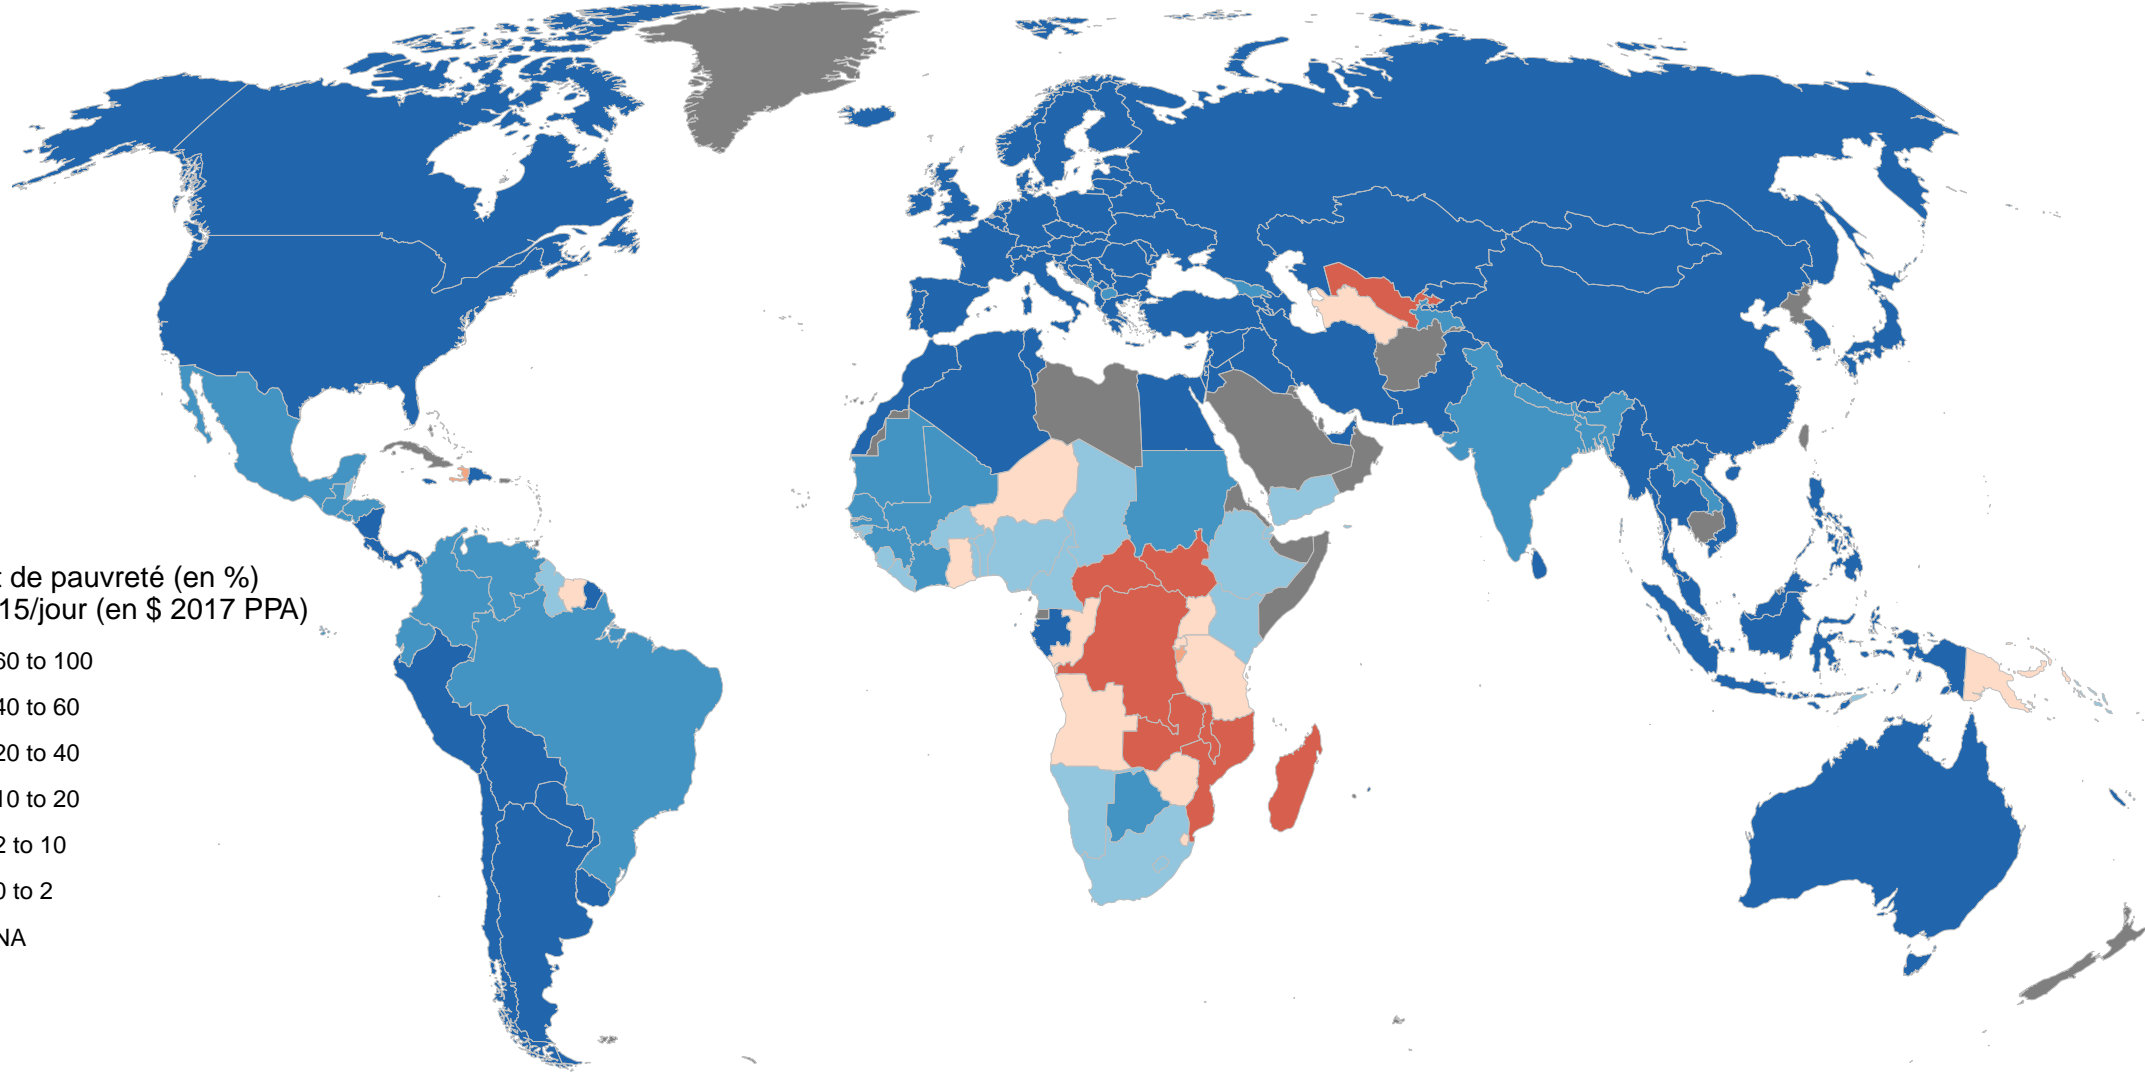 de pauvreté (en %)
15/jour (en $ 2017 PPA)
60 to 100
40 to 60
20 to 40
10 to 20
2 to 10
0 to 2
NA